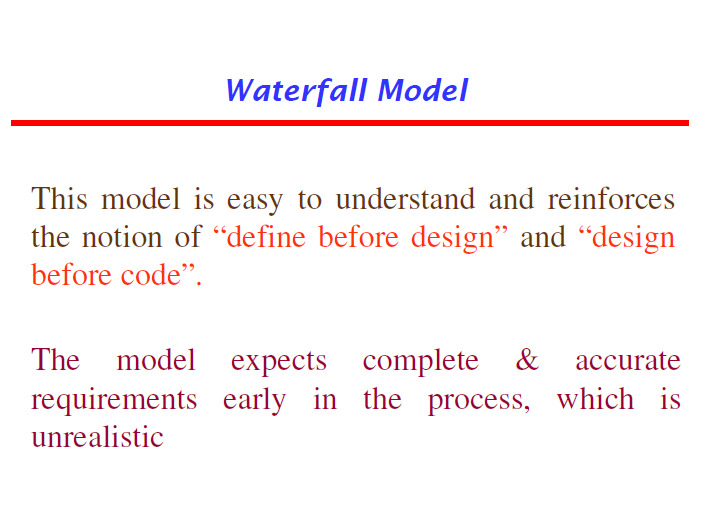 Waterfall Model
This model is easy to understand and reinforces
the notion of “define before design” and “design
before code”.
The model expects complete & accurate
requirements early in the process, which is
unrealistic